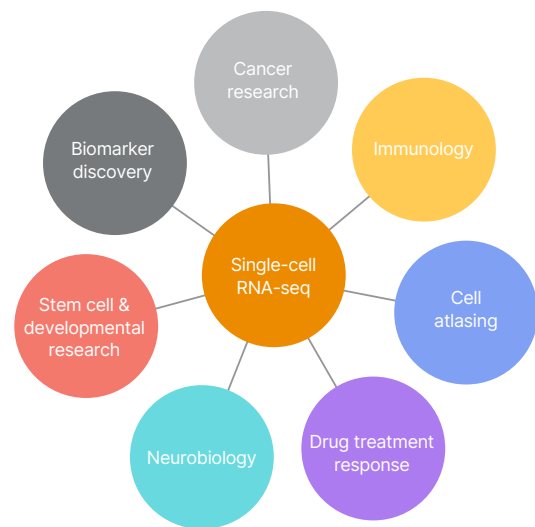 Cancer
research
Biomarker
discovery
Immunology
Single-cell
RNA-seq
Stem cell &
developmental
research
Cell
atlasing
Neurobiology
Drug treatment
response